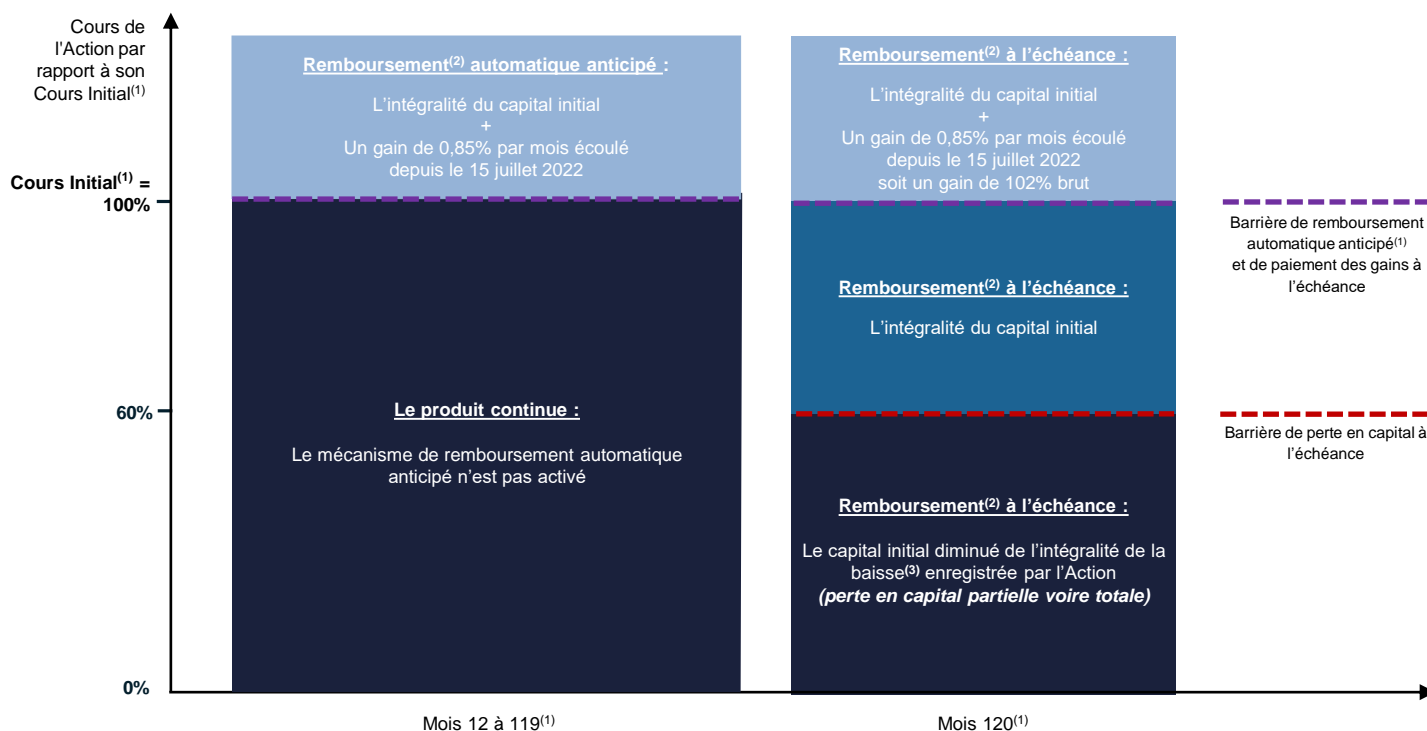 Cours de
l'Action par
rapport à son
Cours Initial(1)
Cours Initial(1) =
100%
60%
0%
Remboursement(2) automatique anticipé :
L'intégralité du capital initial
+
Un gain de 0,85% par mois écoulé
depuis le 15 juillet 2022
Le produit continue :
Le mécanisme de remboursement automatique
anticipé n'est pas activé
Mois 12 à 119(1)
Remboursement(2) à l'échéance :
L'intégralité du capital initial
+
Un gain de 0,85% par mois écoulé
depuis le 15 juillet 2022
soit un gain de 102% brut
Remboursement(2) à l'échéance :
L'intégralité du capital initial
Remboursement(2) à l'échéance :
Le capital initial diminué de l'intégralité de la
baisse(3) enregistrée par l'Action
(perte en capital partielle voire totale)
Mois 120(1)
Barrière de remboursement
automatique anticipé(1)
et de paiement des gains à
l'échéance
Barrière de perte en capital à
l'échéance